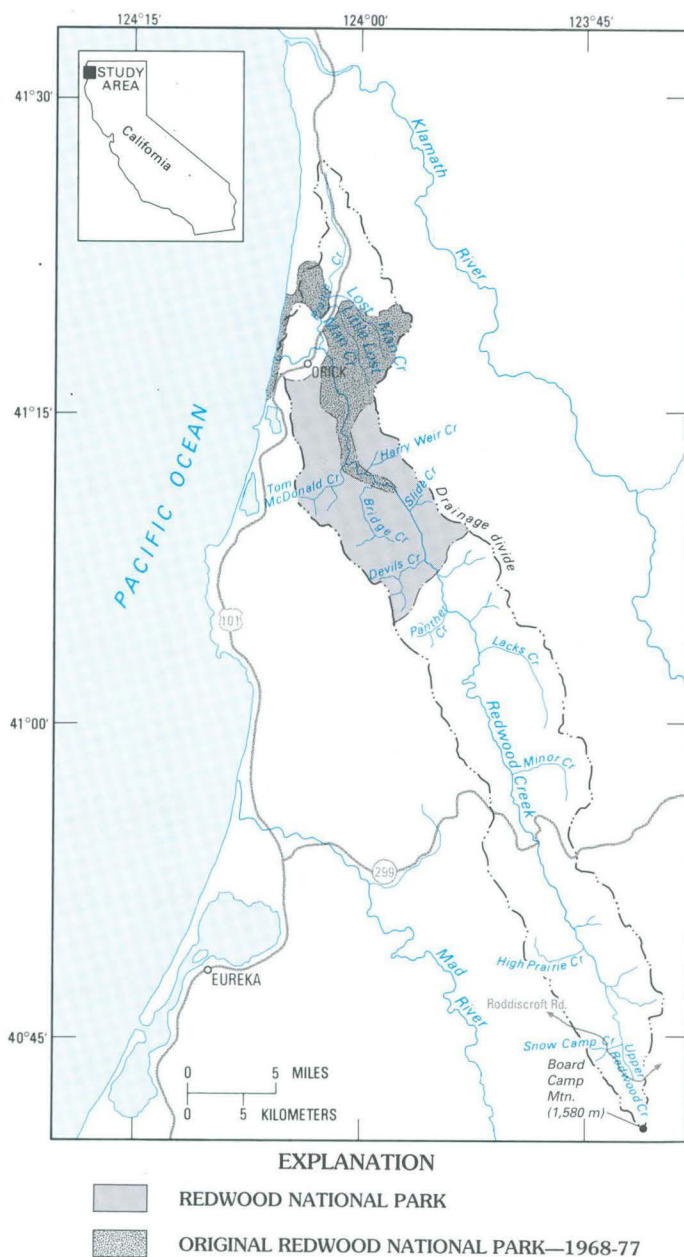 124°15'
124°00'
123°45'
41°30'
41°15'
41°00'
40°45'
STUDY
AREA
California
Klamath
River
Cr
Lost
Man
Cr
Little Lost
Man Cr
ORICK
PACIFIC OCEAN
Harry Weir Cr
Tom
McDonald Cr
Slide Cr
Bridge Cr
Drainage divide
Devils Cr
Panther
Cr
101
Lacks Cr
Redwood Creek
Minor Cr
299
Mad
River
High Prairie Cr
EUREKA
Roddiscroft Rd.
Snow Camp Cr
Upper
Redwood Cr
Board
Camp
Mtn.
(1,580 m)
0 5 MILES
0 5 KILOMETERS
EXPLANATION
REDWOOD NATIONAL PARK
ORIGINAL REDWOOD NATIONAL PARK—1968-77